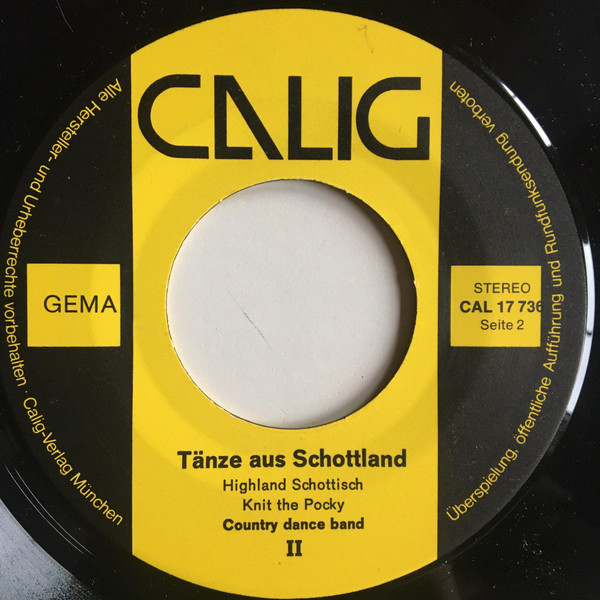 CALIG
Alle Hersteller- und Urheberrechte vorbehalten · Calig-Verlag München
Überspielung, öffentliche Aufführung und Rundfunksendung verboten
GEMA
STEREO
CAL 17 736
Seite 2
Tänze aus Schottland
Highland Schottisch
Knit the Pocky
Country dance band
II